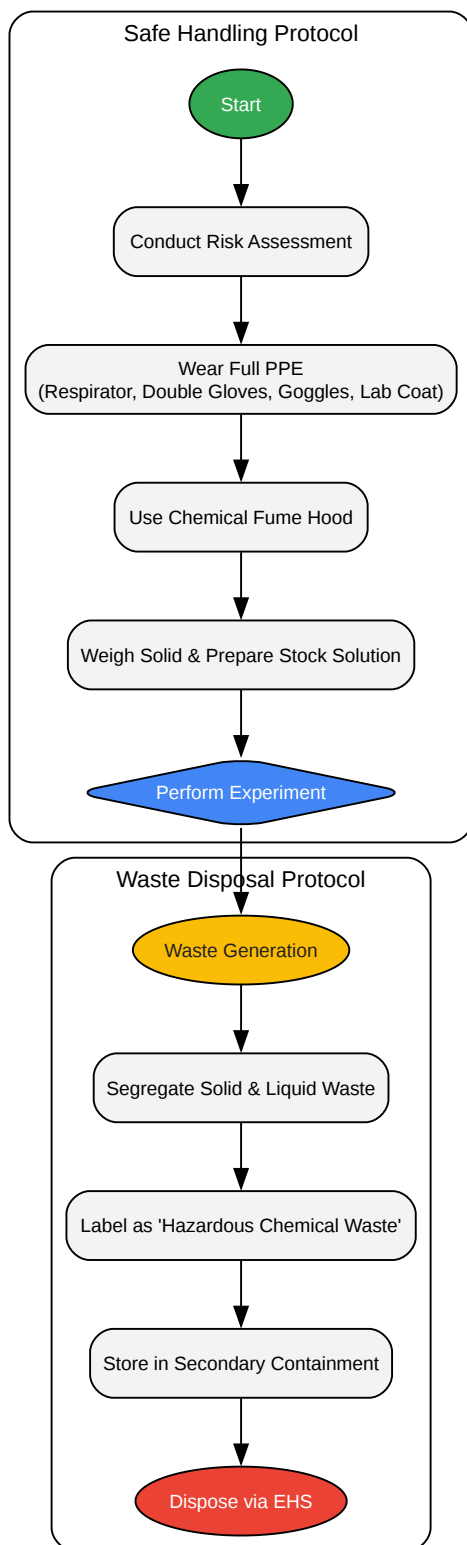 Safe Handling Protocol
Start
Conduct Risk Assessment
Wear Full PPE
(Respirator, Double Gloves, Goggles, Lab Coat)
Use Chemical Fume Hood
Weigh Solid & Prepare Stock Solution
Perform Experiment
Waste Disposal Protocol
Waste Generation
Segregate Solid & Liquid Waste
Label as 'Hazardous Chemical Waste'
Store in Secondary Containment
Dispose via EHS